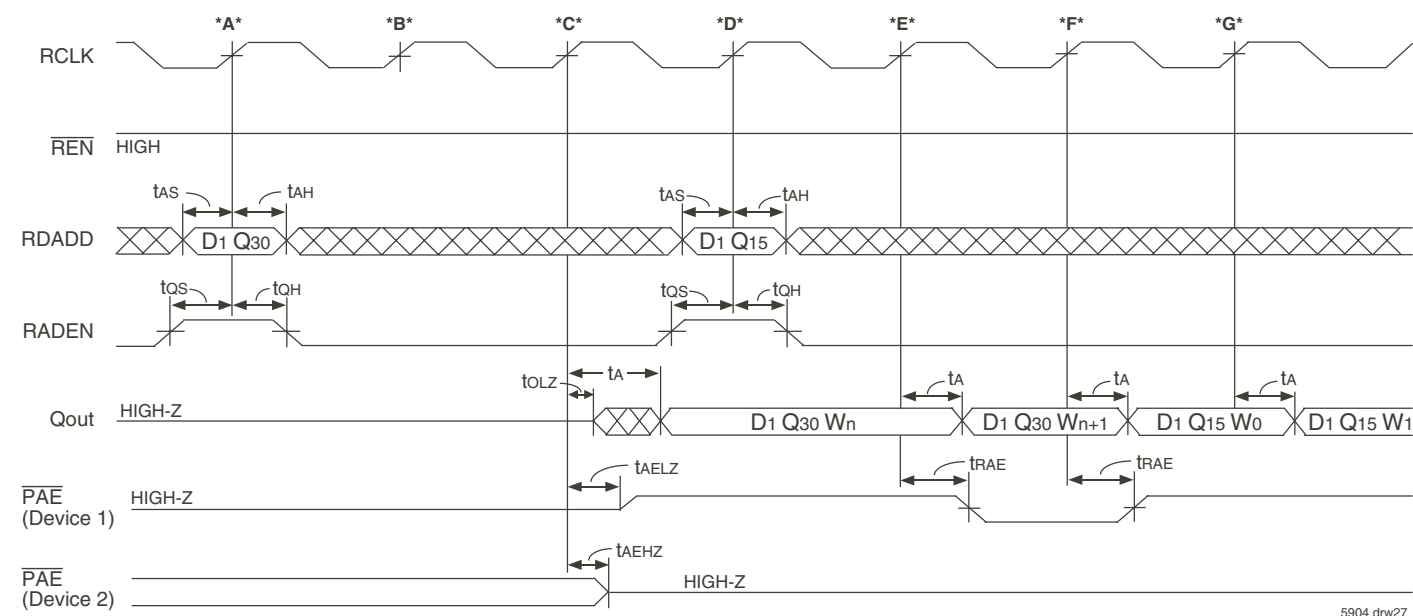 *A* *B* *C* *D* *E* *F* *G*
RCLK
REN HIGH
tAS tAH tAS tAH
RDADD D1 Q30 D1 Q15
tQS tQH tQS tQH
RADEN
tOLZ tA tA tA tA
Qout HIGH-Z D1 Q30 Wn D1 Q30 Wn+1 D1 Q15 W0 D1 Q15 W1
tAELZ tRAE tRAE
PAE HIGH-Z
(Device 1)
tAEHZ
PAE HIGH-Z
(Device 2)
5904 drw27